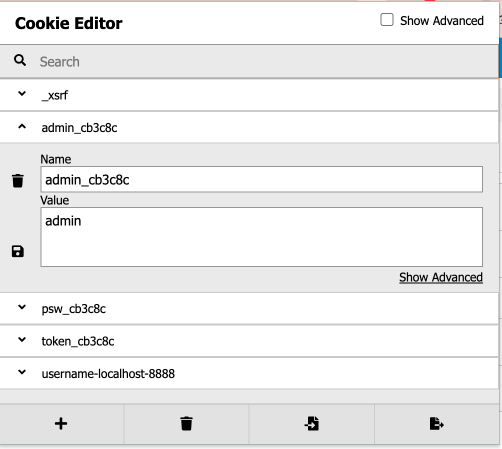 Cookie Editor
Show Advanced
Search
_xsrf
admin_cb3c8c
Name
admin_cb3c8c
Value
admin
Show Advanced
psw_cb3c8c
token_cb3c8c
username-localhost-8888